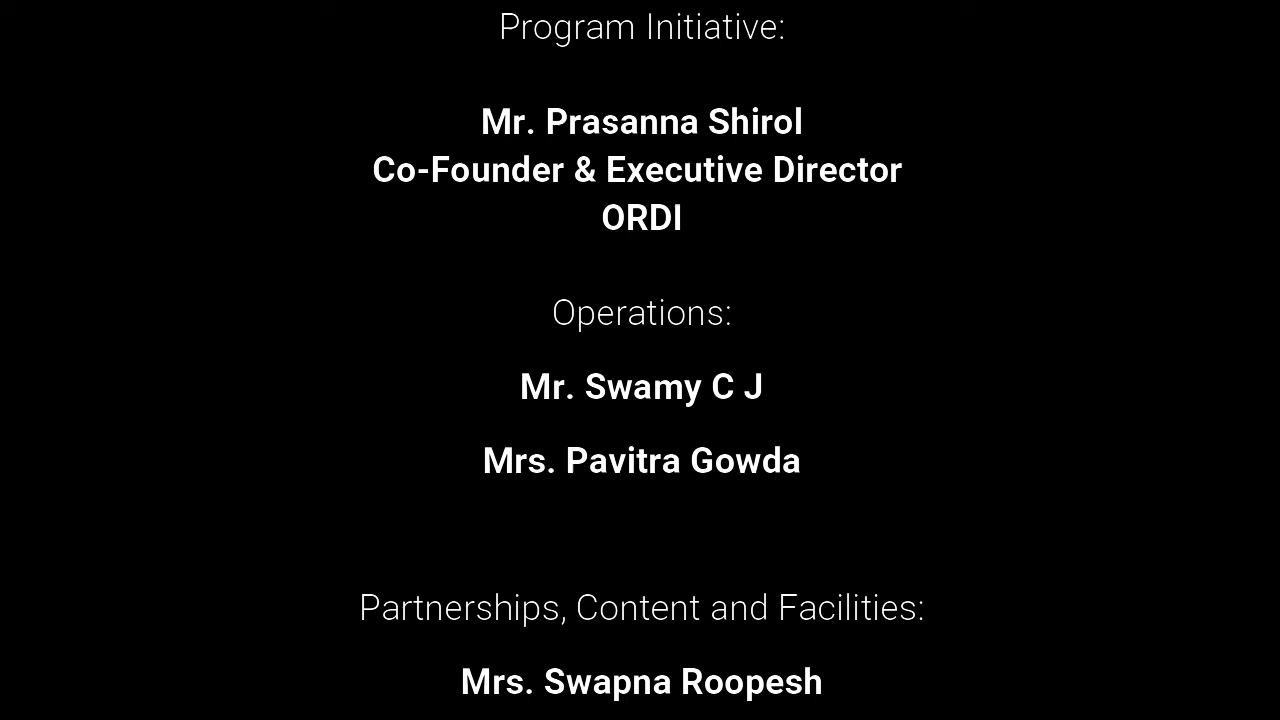 Program Initiative:
Mr. Prasanna Shirol
Co-Founder & Executive Director
ORDI
Operations:
Mr. Swamy C J
Mrs. Pavitra Gowda
Partnerships, Content and Facilities:
Mrs. Swapna Roopesh